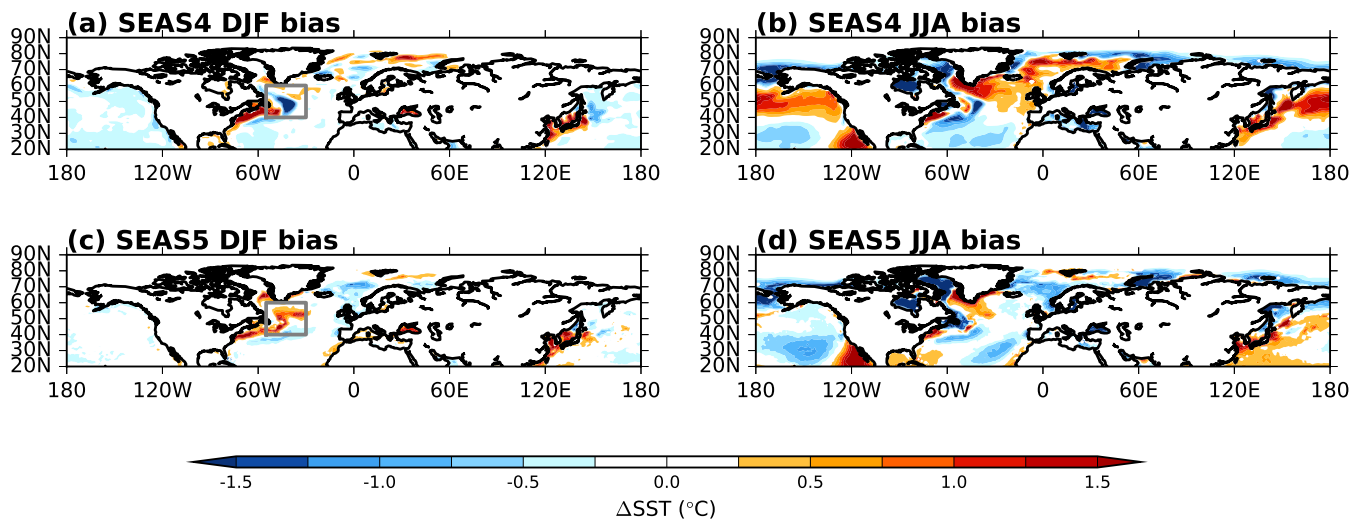 (a) SEAS4 DJF bias
90N
70N
60N
50N
40N
30N
20N
180 120W 60W 0 60E 120E 180
(b) SEAS4 JJA bias
90N
80N
70N
60N
50N
40N
30N
20N
180 120W 60W 0 60E 120E 180
(c) SEAS5 DJF bias
90N
80N
70N
60N
50N
40N
30N
20N
180 120W 60W 0 60E 120E 180
(d) SEAS5 JJA bias
90N
80N
70N
60N
50N
40N
30N
20N
180 120W 60W 0 60E 120E 180
-1.5 -1.0 -0.5 0.0 0.5 1.0 1.5
ΔSST (°C)